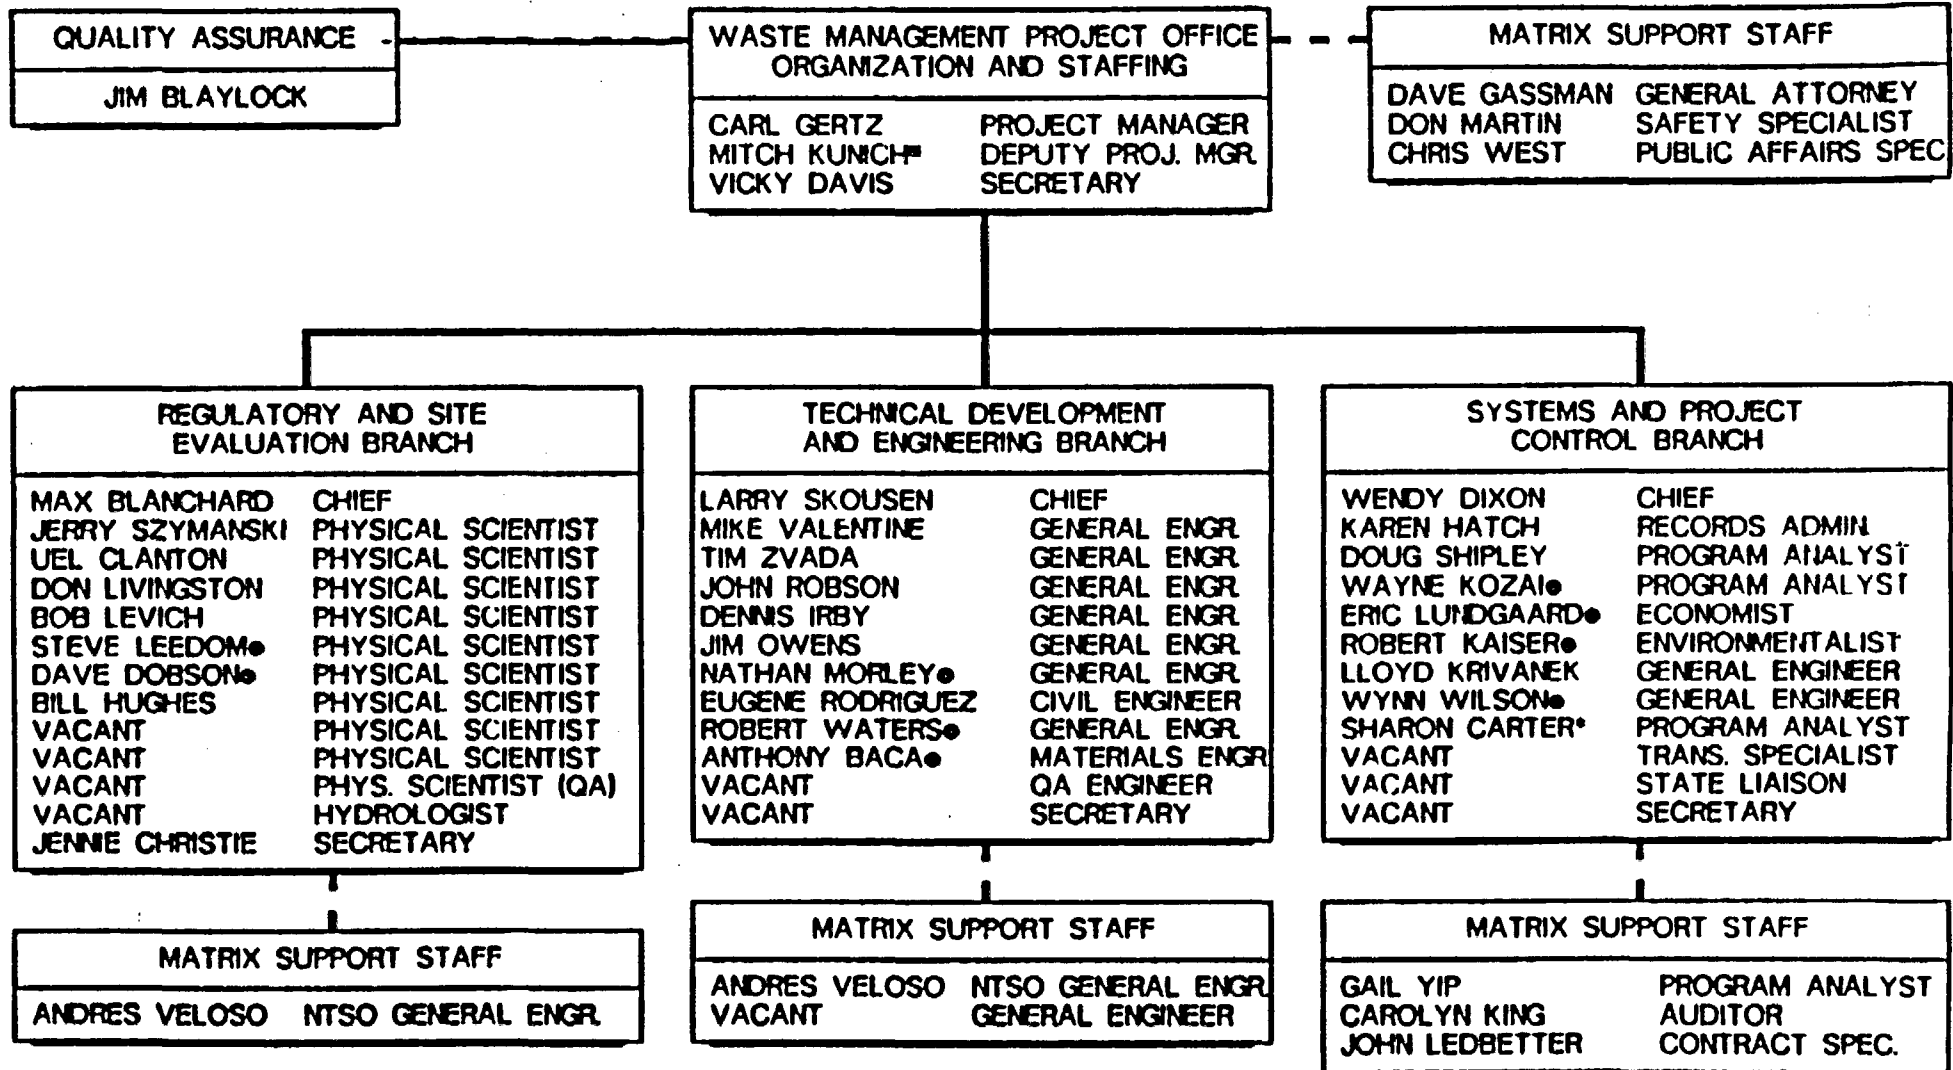 QUALITY ASSURANCE
JIM BLAYLOCK
WASTE MANAGEMENT PROJECT OFFICE
ORGANIZATION AND STAFFING
CARL GERTZ PROJECT MANAGER
MITCH KUNICH* DEPUTY PROJ. MGR.
VICKY DAVIS SECRETARY
MATRIX SUPPORT STAFF
DAVE GASSMAN GENERAL ATTORNEY
DON MARTIN SAFETY SPECIALIST
CHRIS WEST PUBLIC AFFAIRS SPEC
REGULATORY AND SITE
EVALUATION BRANCH
MAX BLANCHARD CHIEF
JERRY SZYMANSKI PHYSICAL SCIENTIST
UEL CLANTON PHYSICAL SCIENTIST
DON LIVINGSTON PHYSICAL SCIENTIST
BOB LEVICH PHYSICAL SCIENTIST
STEVE LEEDOM● PHYSICAL SCIENTIST
DAVE DOBSON● PHYSICAL SCIENTIST
BILL HUGHES PHYSICAL SCIENTIST
VACANT PHYSICAL SCIENTIST
VACANT PHYSICAL SCIENTIST
VACANT PHYS. SCIENTIST (QA)
VACANT HYDROLOGIST
JENNIE CHRISTIE SECRETARY
MATRIX SUPPORT STAFF
ANDRES VELOSO NTSO GENERAL ENGR.
TECHNICAL DEVELOPMENT
AND ENGINEERING BRANCH
LARRY SKOUSEN CHIEF
MIKE VALENTINE GENERAL ENGR.
TIM ZVADA GENERAL ENGR.
JOHN ROBSON GENERAL ENGR.
DENNIS IRBY GENERAL ENGR.
JIM OWENS GENERAL ENGR.
NATHAN MORLEY● GENERAL ENGR.
EUGENE RODRIGUEZ CIVIL ENGINEER
ROBERT WATERS● GENERAL ENGR.
ANTHONY BACA● MATERIALS ENGR.
VACANT QA ENGINEER
VACANT SECRETARY
MATRIX SUPPORT STAFF
ANDRES VELOSO NTSO GENERAL ENGR.
VACANT GENERAL ENGINEER
SYSTEMS AND PROJECT
CONTROL BRANCH
WENDY DIXON CHIEF
KAREN HATCH RECORDS ADMIN.
DOUG SHIPLEY PROGRAM ANALYST
WAYNE KOZAI● PROGRAM ANALYST
ERIC LUNDGAARD● ECONOMIST
ROBERT KAISER● ENVIRONMENTALIST
LLOYD KRIVANEK GENERAL ENGINEER
WYNN WILSON● GENERAL ENGINEER
SHARON CARTER* PROGRAM ANALYST
VACANT TRANS. SPECIALIST
VACANT STATE LIAISON
VACANT SECRETARY
MATRIX SUPPORT STAFF
GAIL YIP PROGRAM ANALYST
CAROLYN KING AUDITOR
JOHN LEDBETTER CONTRACT SPEC.